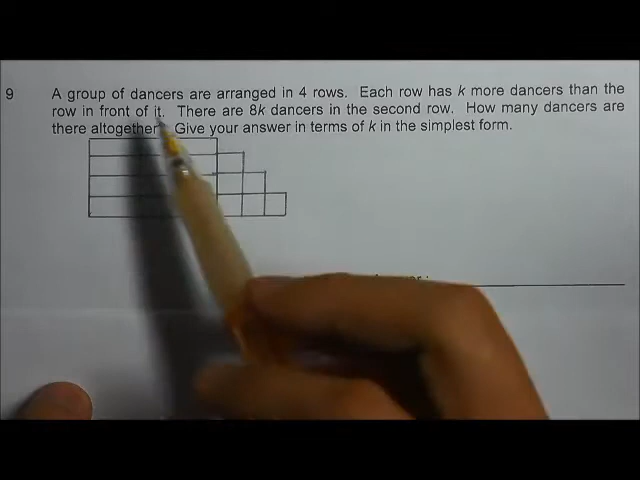 9 A group of dancers are arranged in 4 rows. Each row has k more dancers than the
row in front of it. There are 8k dancers in the second row. How many dancers are
there altogether? Give your answer in terms of k in the simplest form.